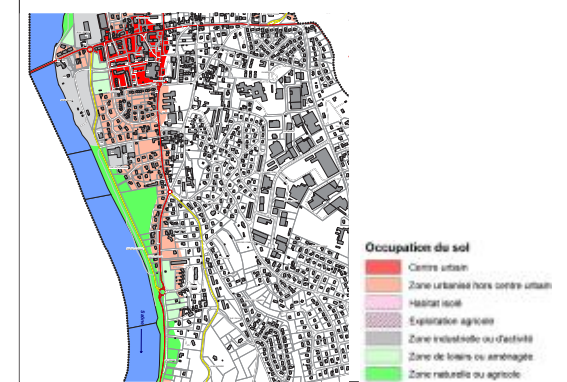 Occupation du sol
Centre urbain
Zone urbanisé hors centre urbain
Habitat isolé
Exploitation agricole
Zone industrielle ou d'activité
Zone de loisirs ou aménagée
Zone naturelle ou agricole